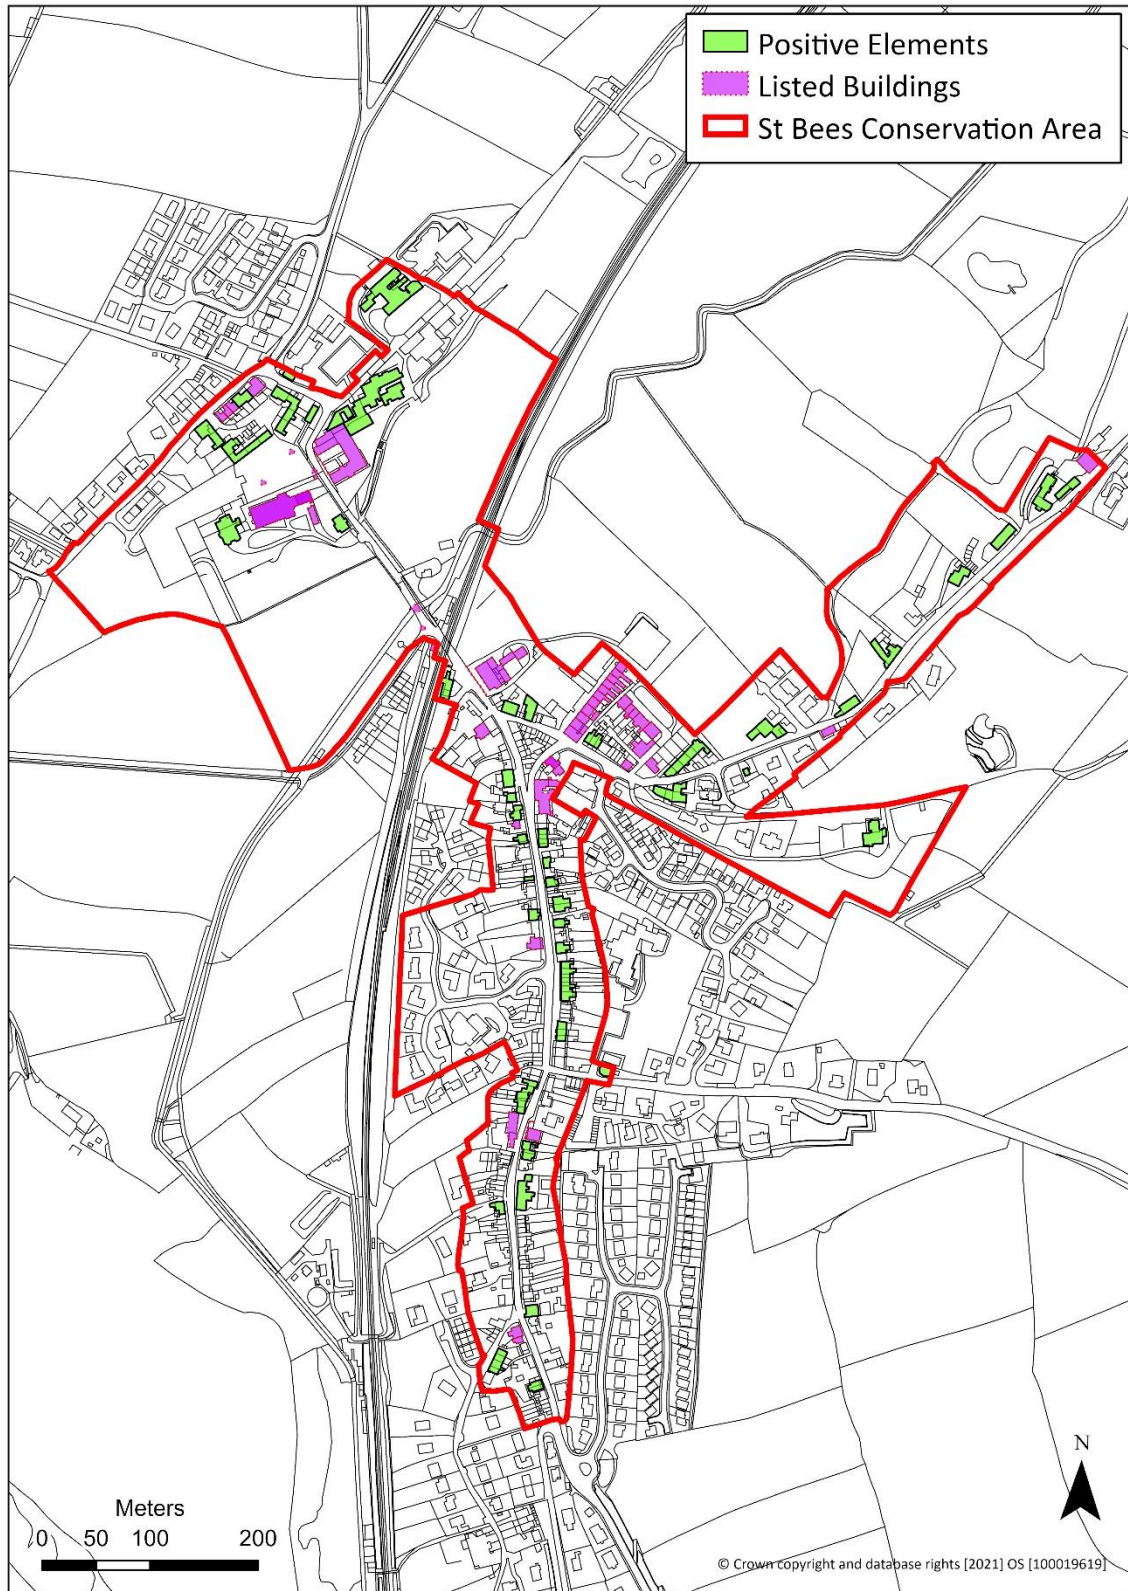 Positive Elements
Listed Buildings
St Bees Conservation Area
N
Meters
0 50 100 200
© Crown copyright and database rights [2021] OS [100019619]